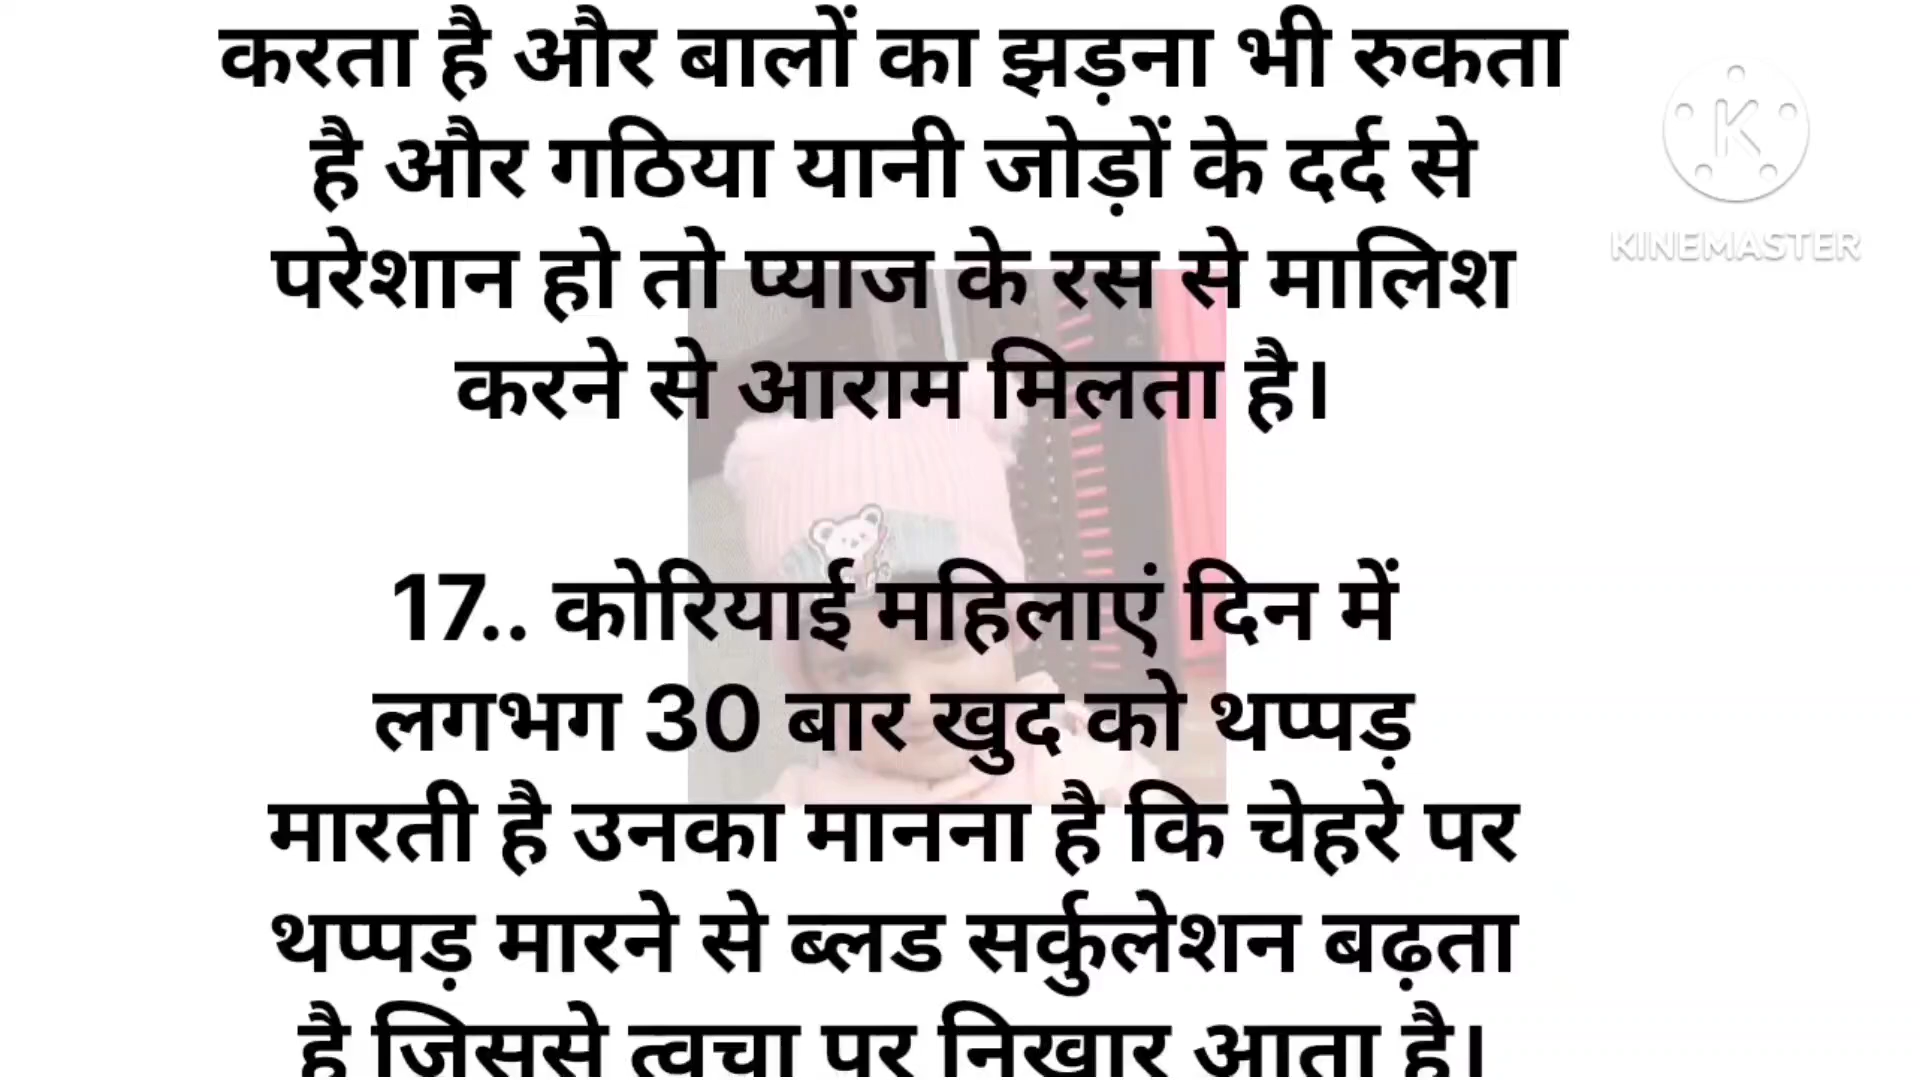 करता है और बालों का झड़ना भी रुकता
है और गठिया यानी जोड़ों के दर्द से
परेशान हो तो प्याज के रस से मालिश
करने से आराम मिलता है।
17.. कोरियाई महिलाएं दिन में
लगभग 30 बार खुद को थप्पड़
मारती है उनका मानना है कि चेहरे पर
थप्पड़ मारने से ब्लड सर्कुलेशन बढ़ता
है जिससे त्वचा पर निखार आता है।
K
KINEMASTER